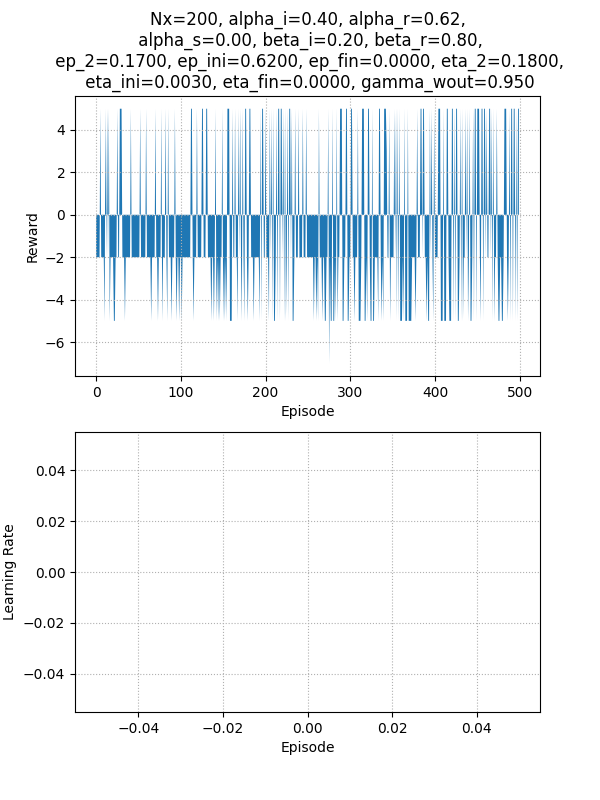 Nx=200, alpha_i=0.40, alpha_r=0.62,
alpha_s=0.00, beta_i=0.20, beta_r=0.80,
ep_2=0.1700, ep_ini=0.6200, ep_fin=0.0000, eta_2=0.1800,
eta_ini=0.0030, eta_fin=0.0000, gamma_wout=0.950
4
2
0
−2
−4
−6
Reward
0 100 200 300 400 500
Episode
0.04
0.02
0.00
−0.02
−0.04
Learning Rate
−0.04 −0.02 0.00 0.02 0.04
Episode